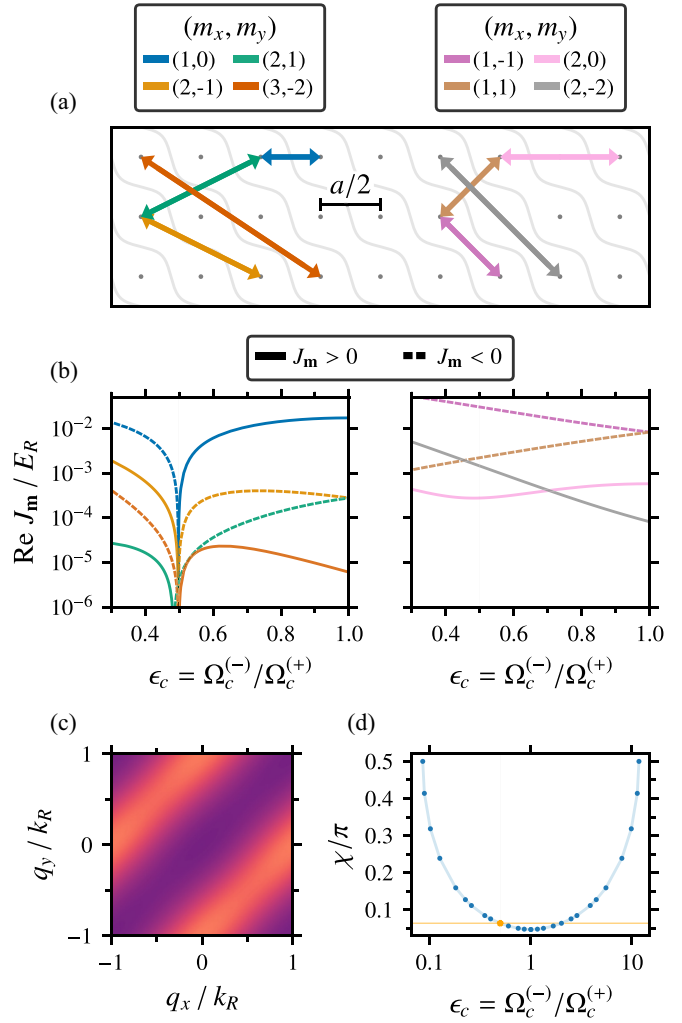 (m_x, m_y)
(1,0) (2,1)
(2,-1) (3,-2)
(m_x, m_y)
(1,-1) (2,0)
(1,1) (2,-2)
(a)
a/2
J_m > 0 J_m < 0
(b)
Re J_m / E_R
10^{-2}
10^{-3}
10^{-4}
10^{-5}
10^{-6}
0.4 0.6 0.8 1.0
0.4 0.6 0.8 1.0
ϵ_c = Ω_c^{(-)}/Ω_c^{(+)}
ϵ_c = Ω_c^{(-)}/Ω_c^{(+)}
(c)
q_y / k_R
1
0
-1
-1 0 1
q_x / k_R
(d)
χ/π
0.5
0.4
0.3
0.2
0.1
0.1 1 10
ϵ_c = Ω_c^{(-)}/Ω_c^{(+)}